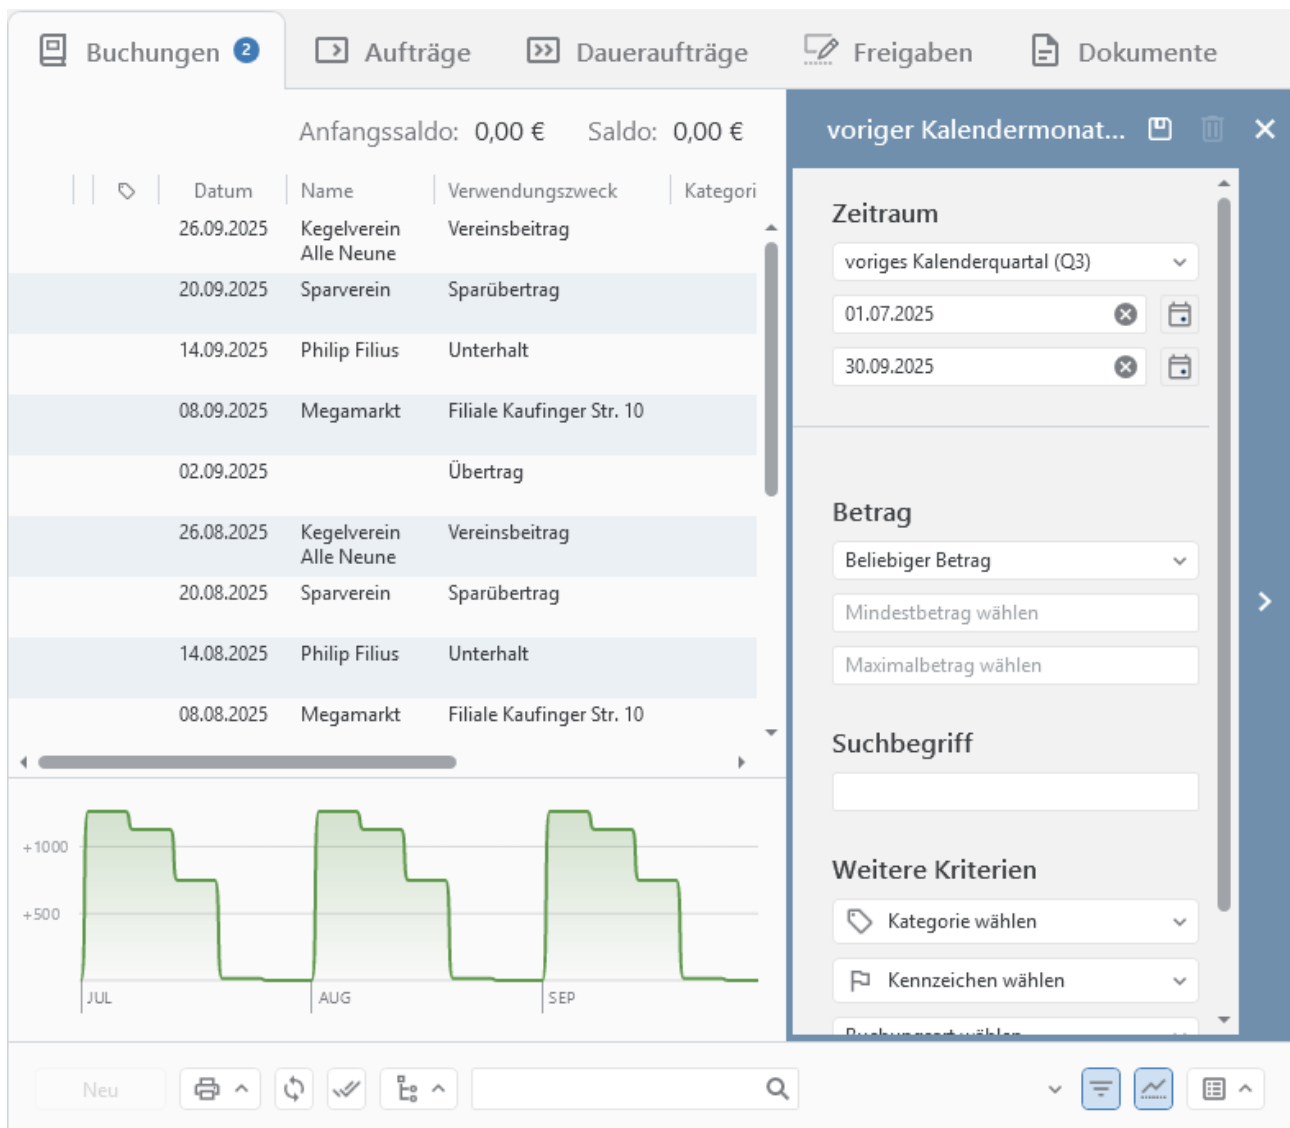 Buchungen 2 Aufträge Daueraufträge Freigaben Dokumente
Anfangssaldo: 0,00 € Saldo: 0,00 €
voriger Kalendermonat...
Datum Name Verwendungszweck Kategori
26.09.2025 Kegelverein Alle Neune Vereinsbeitrag
20.09.2025 Sparverein Sparübertrag
14.09.2025 Philip Filius Unterhalt
08.09.2025 Megamarkt Filiale Kaufinger Str. 10
02.09.2025 Übertrag
26.08.2025 Kegelverein Alle Neune Vereinsbeitrag
20.08.2025 Sparverein Sparübertrag
14.08.2025 Philip Filius Unterhalt
08.08.2025 Megamarkt Filiale Kaufinger Str. 10
+1000
+500
JUL AUG SEP
Zeitraum
voriges Kalenderquartal (Q3)
01.07.2025
30.09.2025
Betrag
Beliebiger Betrag
Mindestbetrag wählen
Maximalbetrag wählen
Suchbegriff
Weitere Kriterien
Kategorie wählen
Kennzeichen wählen
Buchungsart wählen
Neu